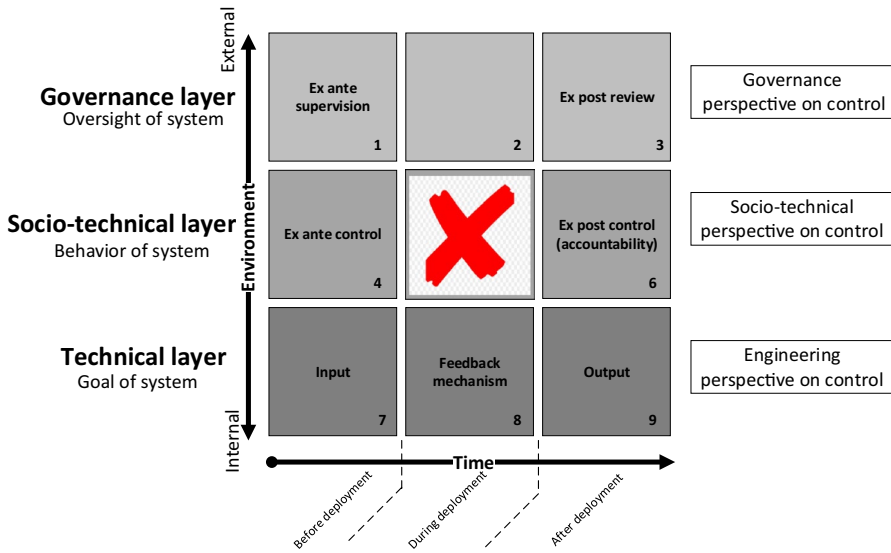 External
Governance layer
Oversight of system
Ex ante
supervision
1
2
Ex post review
3
Governance
perspective on control
Environment
Socio-technical layer
Behavior of system
Ex ante control
4
Ex post control
(accountability)
6
Socio-technical
perspective on control
Technical layer
Goal of system
Input
7
Feedback
mechanism
8
Output
9
Engineering
perspective on control
Internal
Time
Before deployment
During deployment
After deployment